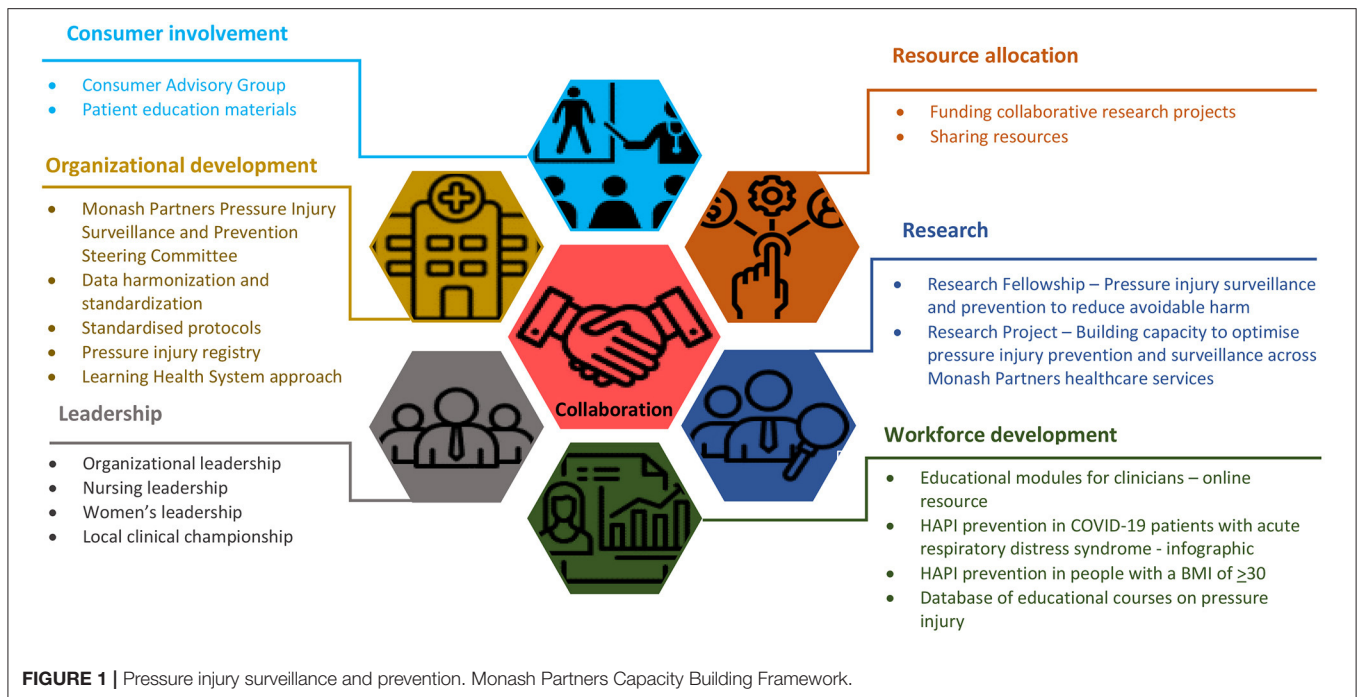 Consumer involvement
• Consumer Advisory Group
• Patient education materials
Organizational development
• Monash Partners Pressure Injury
Surveillance and Prevention
Steering Committee
• Data harmonization and
standardization
• Standardised protocols
• Pressure injury registry
• Learning Health System approach
Leadership
• Organizational leadership
• Nursing leadership
• Women's leadership
• Local clinical championship
Collaboration
Resource allocation
• Funding collaborative research projects
• Sharing resources
Research
• Research Fellowship – Pressure injury surveillance
and prevention to reduce avoidable harm
• Research Project – Building capacity to optimise
pressure injury prevention and surveillance across
Monash Partners healthcare services
Workforce development
• Educational modules for clinicians – online
resource
• HAPI prevention in COVID-19 patients with acute
respiratory distress syndrome - infographic
• HAPI prevention in people with a BMI of ≥30
• Database of educational courses on pressure
injury
FIGURE 1 | Pressure injury surveillance and prevention. Monash Partners Capacity Building Framework.